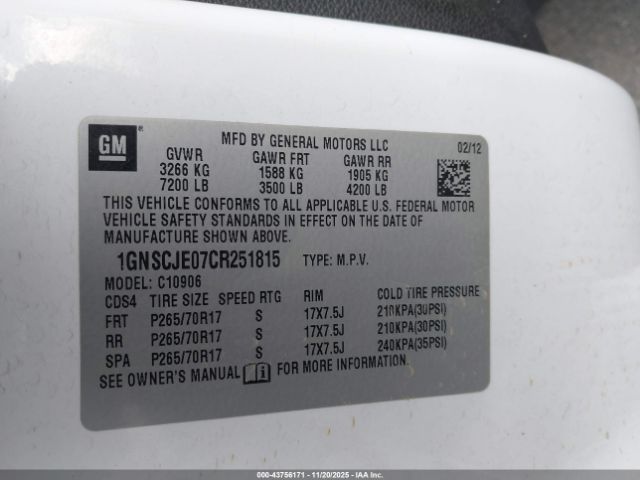 GM
MFD BY GENERAL MOTORS LLC 02/12
GVWR GAWR FRT GAWR RR
3266 KG 1588 KG 1905 KG
7200 LB 3500 LB 4200 LB
THIS VEHICLE CONFORMS TO ALL APPLICABLE U.S. FEDERAL MOTOR
VEHICLE SAFETY STANDARDS IN EFFECT ON THE DATE OF
MANUFACTURE SHOWN ABOVE.
1GNSCJE07CR251815 TYPE: M.P.V.
MODEL: C10906
CDS4 TIRE SIZE SPEED RTG RIM COLD TIRE PRESSURE
FRT P265/70R17 S 17X7.5J 210KPA(30PSI)
RR P265/70R17 S 17X7.5J 210KPA(30PSI)
SPA P265/70R17 S 17X7.5J 240KPA(35PSI)
SEE OWNER'S MANUAL FOR MORE INFORMATION.
000-43756171 - 11/20/2025 - IAAI.com